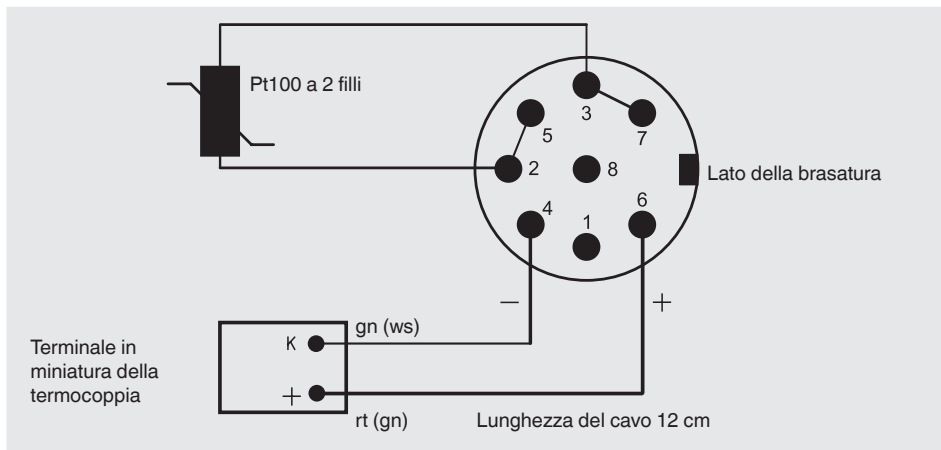 Pt100 a 2 filli
3
5
7
2
8
Lato della brasatura
4
1
6
−
+
gn (ws)
Terminale in
miniatura della
termocoppia
K
+
rt (gn)
Lunghezza del cavo 12 cm